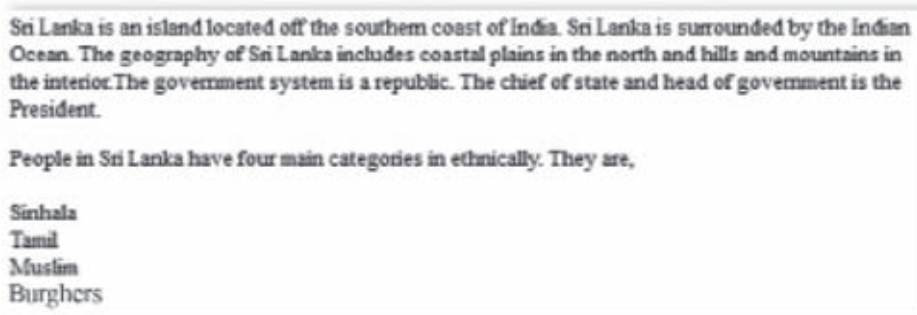 Sri Lanka is an island located off the southern coast of India. Sri Lanka is surrounded by the Indian
Ocean. The geography of Sri Lanka includes coastal plains in the north and hills and mountains in
the interior.The government system is a republic. The chief of state and head of government is the
President.
People in Sri Lanka have four main categories in ethnically. They are,
Sinhala
Tamil
Muslim
Burghers